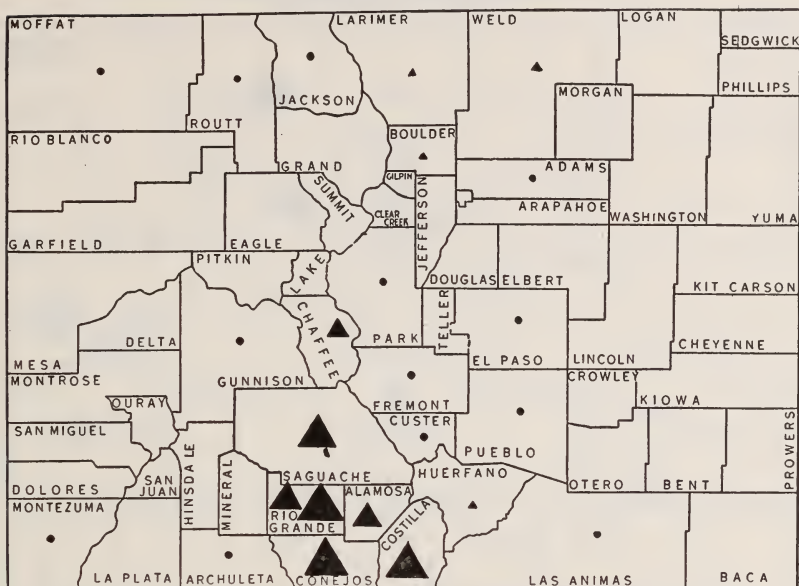 MOFFAT
LARIMER
WELD
LOGAN
SEDGWICK
PHILLIPS
JACKSON
MORGAN
ROUTT
RIO BLANCO
BOULDER
GRAND
ADAMS
GILPIN
SUMMIT
JEFFERSON
ARAPAHOE
CLEAR
CREEK
WASHINGTON
YUMA
GARFIELD
EAGLE
PITKIN
LAKE
DOUGLAS
ELBERT
KIT CARSON
CHAFFEE
TELLER
DELTA
PARK
CHEYENNE
MESA
EL PASO
LINCOLN
MONTROSE
GUNNISON
CROWLEY
KIOWA
OURAY
FREMONT
CUSTER
SAN MIGUEL
PROWERS
HINSDALE
MINERAL
PUEBLO
SAGUACHE
HUERFANO
DOLORES
SAN
JUAN
ALAMOSA
OTERO
BENT
MONTEZUMA
RIO
GRANDE
COSTILLA
LA PLATA
ARCHULETA
CONEJOS
LAS ANIMAS
BACA